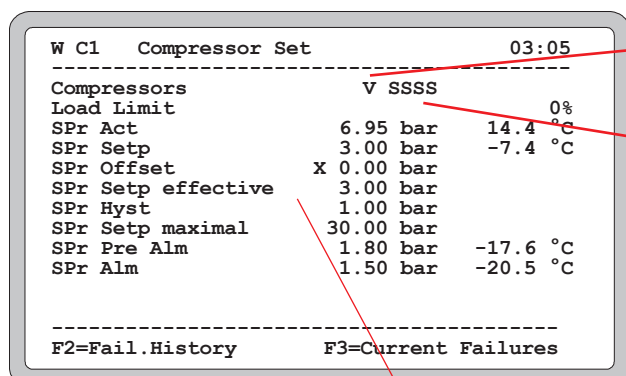 W C1 Compressor Set 03:05
---------------------------------------------
Compressors V SSSS
Load Limit 0%
SPr Act 6.95 bar 14.4 °C
SPr Setp 3.00 bar -7.4 °C
SPr Offset X 0.00 bar
SPr Setp effective 3.00 bar
SPr Hyst 1.00 bar
SPr Setp maximal 30.00 bar
SPr Pre Alm 1.80 bar -17.6 °C
SPr Alm 1.50 bar -20.5 °C
--------------------------------------------
F2=Fail.History F3=Current Failures